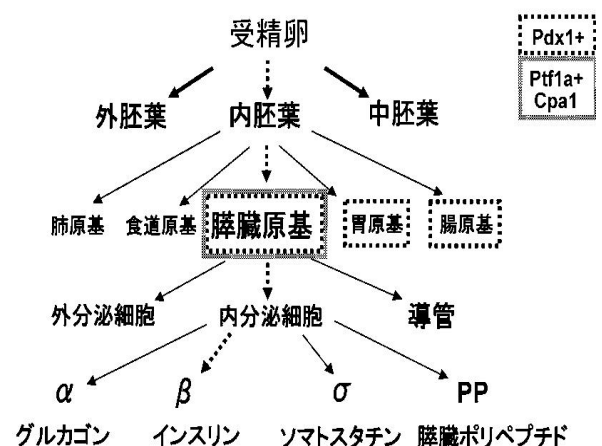 受精卵
Pdx1+
Ptf1a+
Cpa1
外胚葉 内胚葉 中胚葉
肺原基 食道原基 膵臓原基 胃原基 腸原基
外分泌細胞 内分泌細胞 導管
α β σ PP
グルカゴン インスリン ソマトスタチン 膵臓ポリペプチド